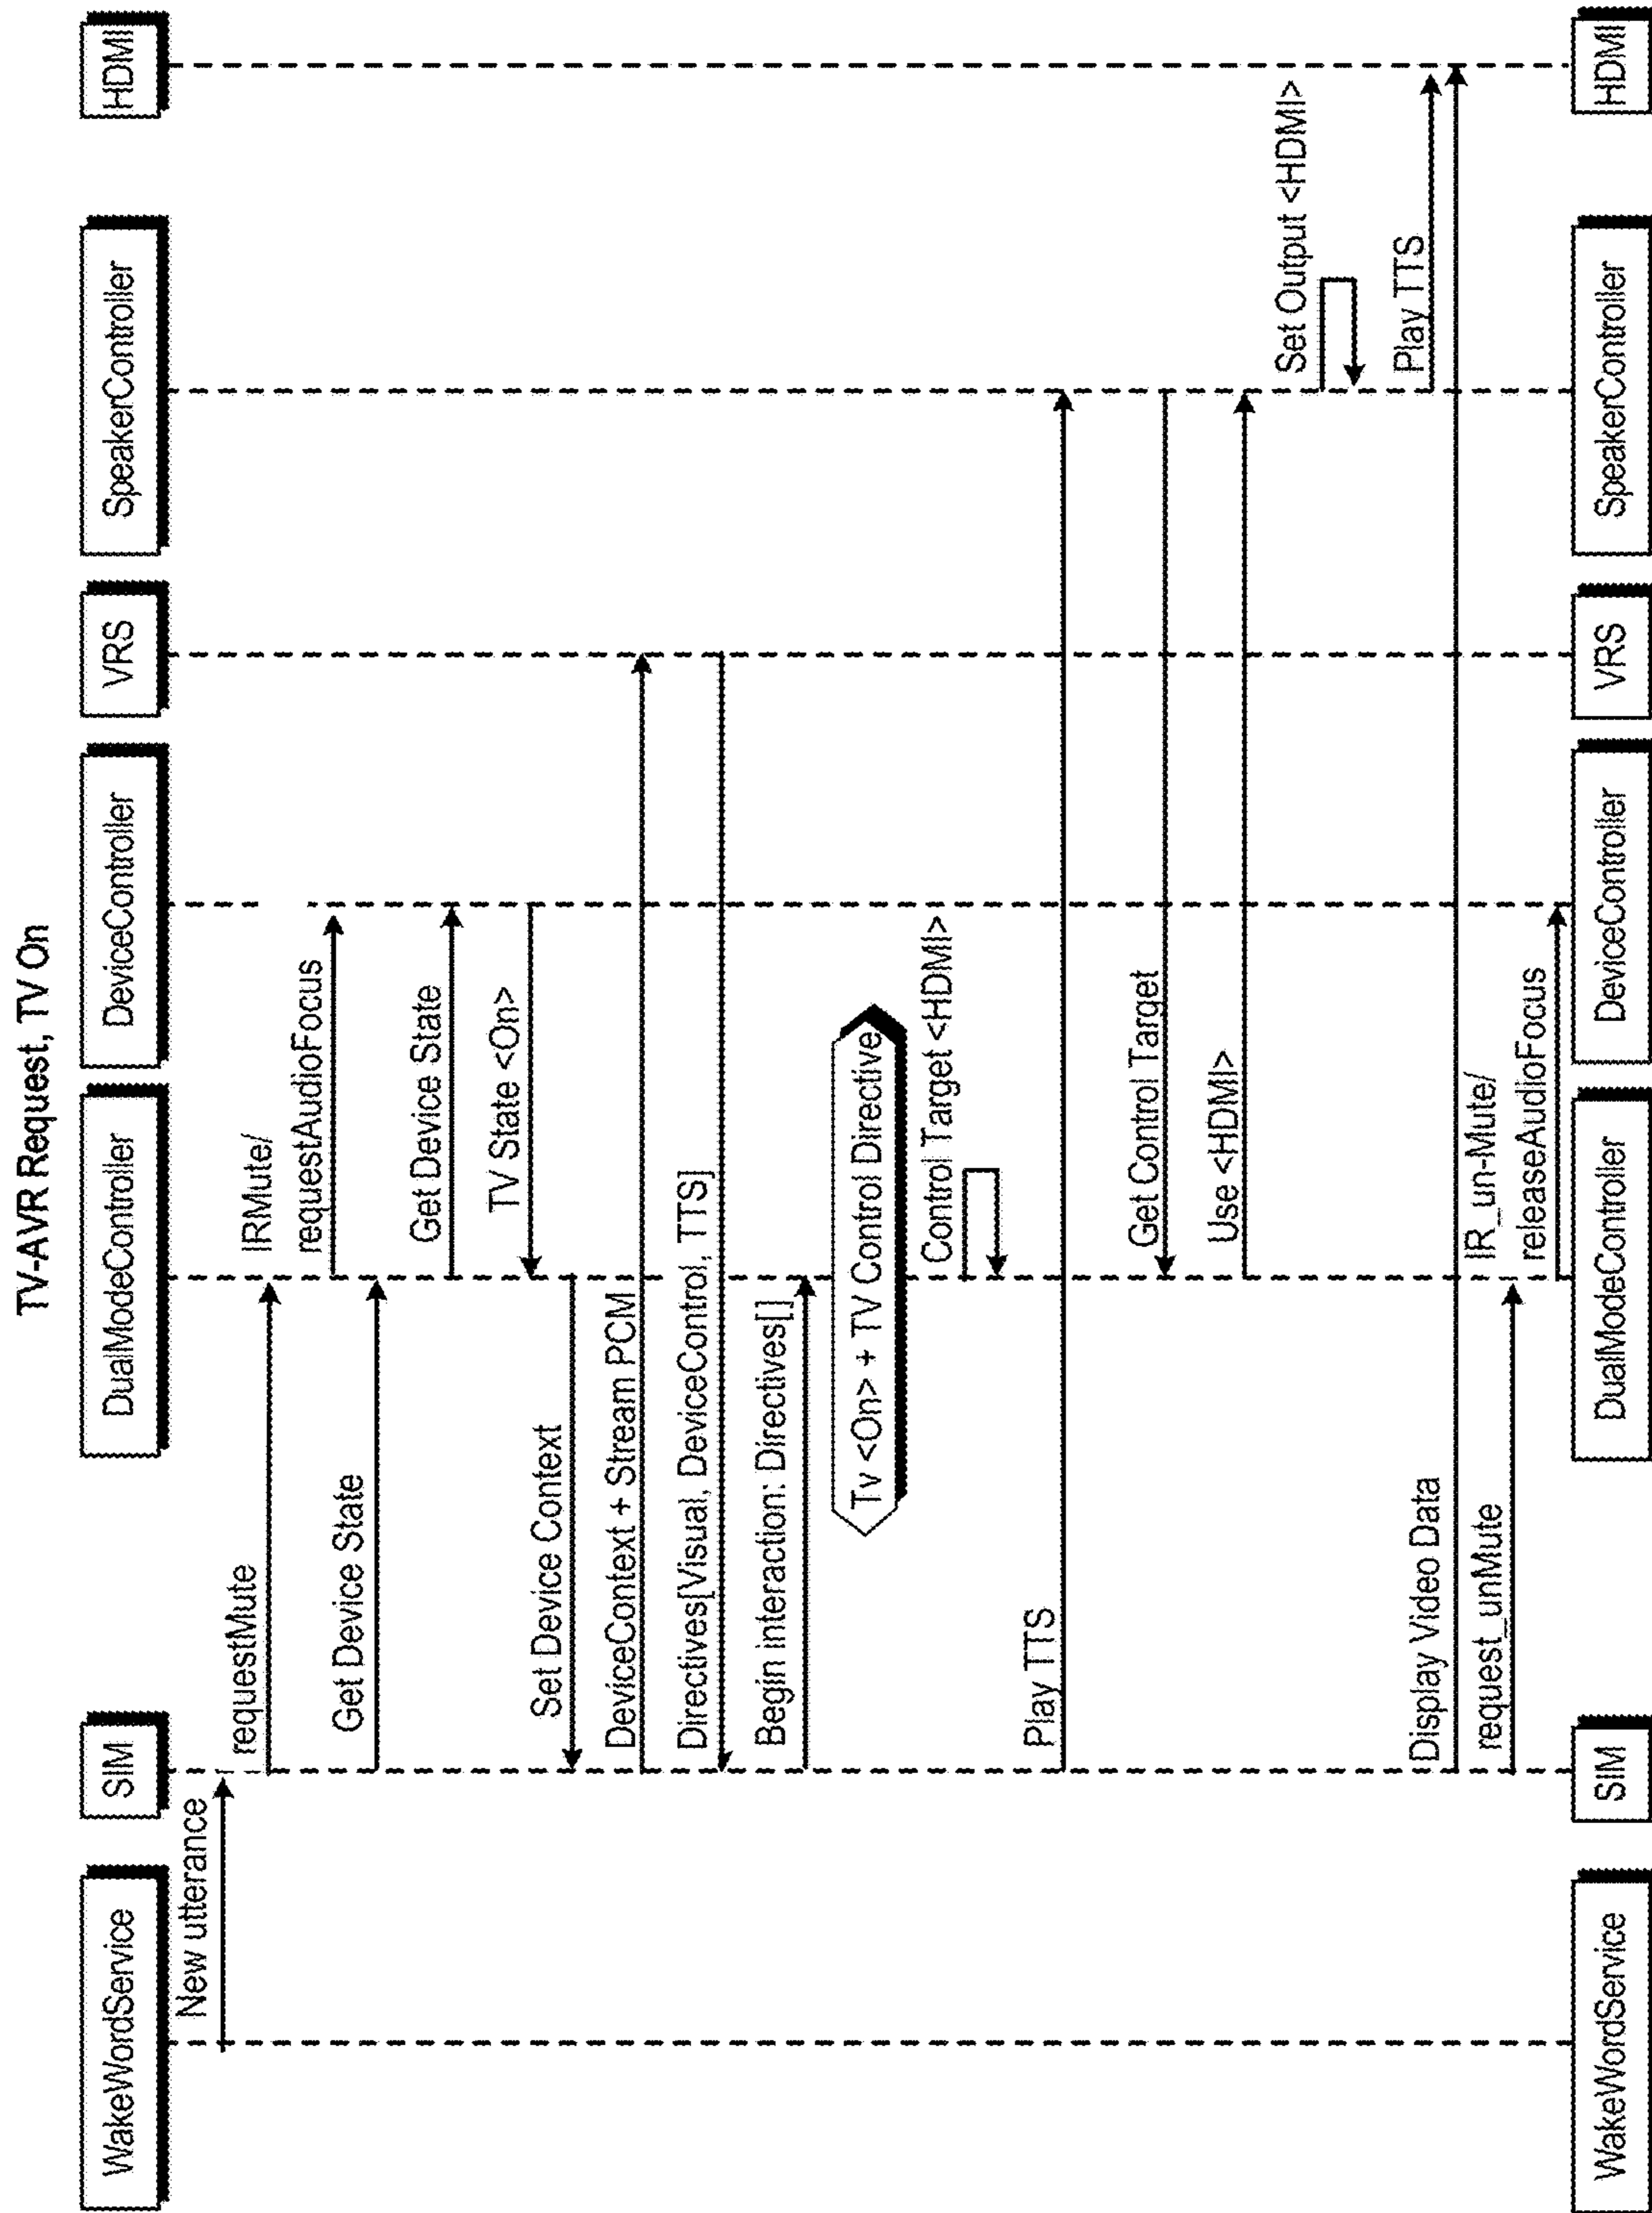 TV-AVR Request, TV On
WakeWordService
SIM
DualModeController
DeviceController
VRS
SpeakerController
HDMI
New utterance
requestMute
IRMute/
requestAudioFocus
Get Device State
Get Device State
TV State <On>
Set Device Context
DeviceContext + Stream PCM
Directives[Visual, DeviceControl, TTS]
Begin interaction: Directives[]
Tv <On> + TV Control Directive
Control Target <HDMI>
Play TTS
Get Control Target
Use <HDMI>
Set Output <HDMI>
Play TTS
Display Video Data
request_unMute
IR_un-Mute/
releaseAudioFocus
WakeWordService
SIM
DualModeController
DeviceController
VRS
SpeakerController
HDMI